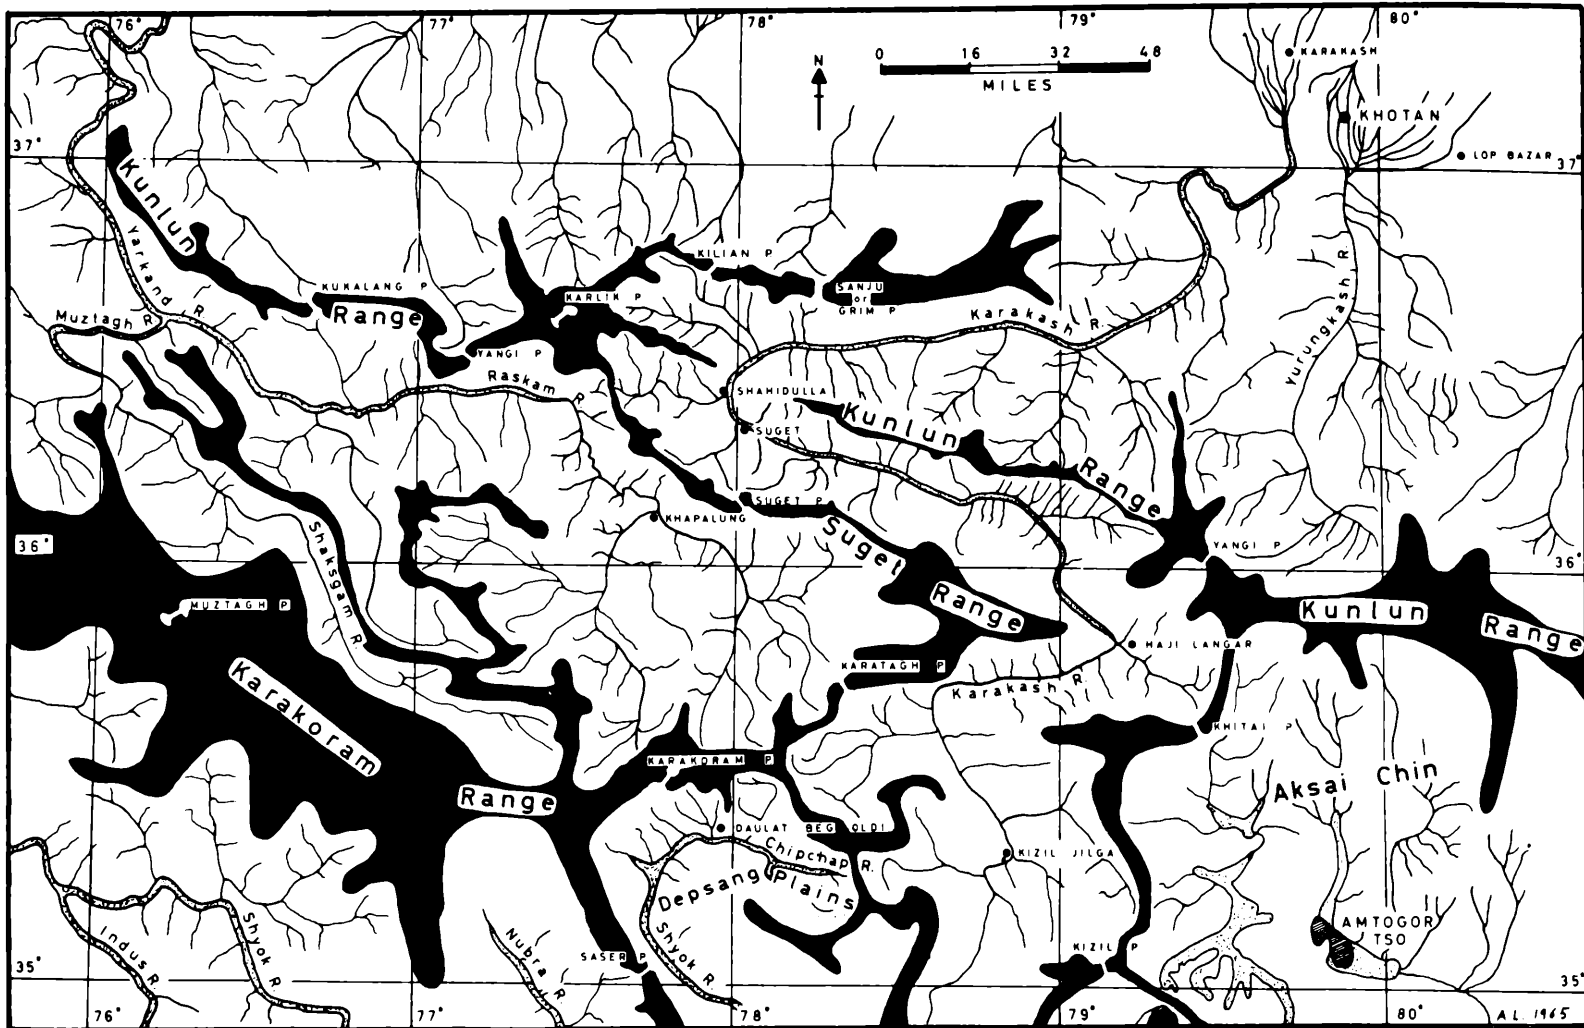 76° 77° 78° 79° 80°
0 16 32 48
MILES
N
KARAKASH
KHOTAN
LOP BAZAR
37° 37°
Kunlun
Yarkand R.
KILIAN P
KUKALANG P
Range
KARLIK P
SANJU
or
GRIM P
Karakash R.
Yurungkash R.
Muztagh R.
YANGI P
Raskam R.
SHAHIDULLA
SUGET
Kunlun
Range
SUGET P
KHAPALUNG
Suget
Range
YANGI P
36° 36°
Shaksgam R.
MUZTAGH P
Kunlun Range
HAJI LANGAR
KARATAGH P
Karakash R.
Karakoram
Range
KHITAI P
KARAKORAM P
Aksai Chin
DAULAT BEG OLDI
Chipchap R.
KIZIL JILGA
Depsang Plains
Shyok R.
Indus R.
Shyok R.
Nubra R.
SASER P
KIZIL P
AMTOGOR
TSO
35° 35°
76° 77° 78° 79° 80°
A L. 1965